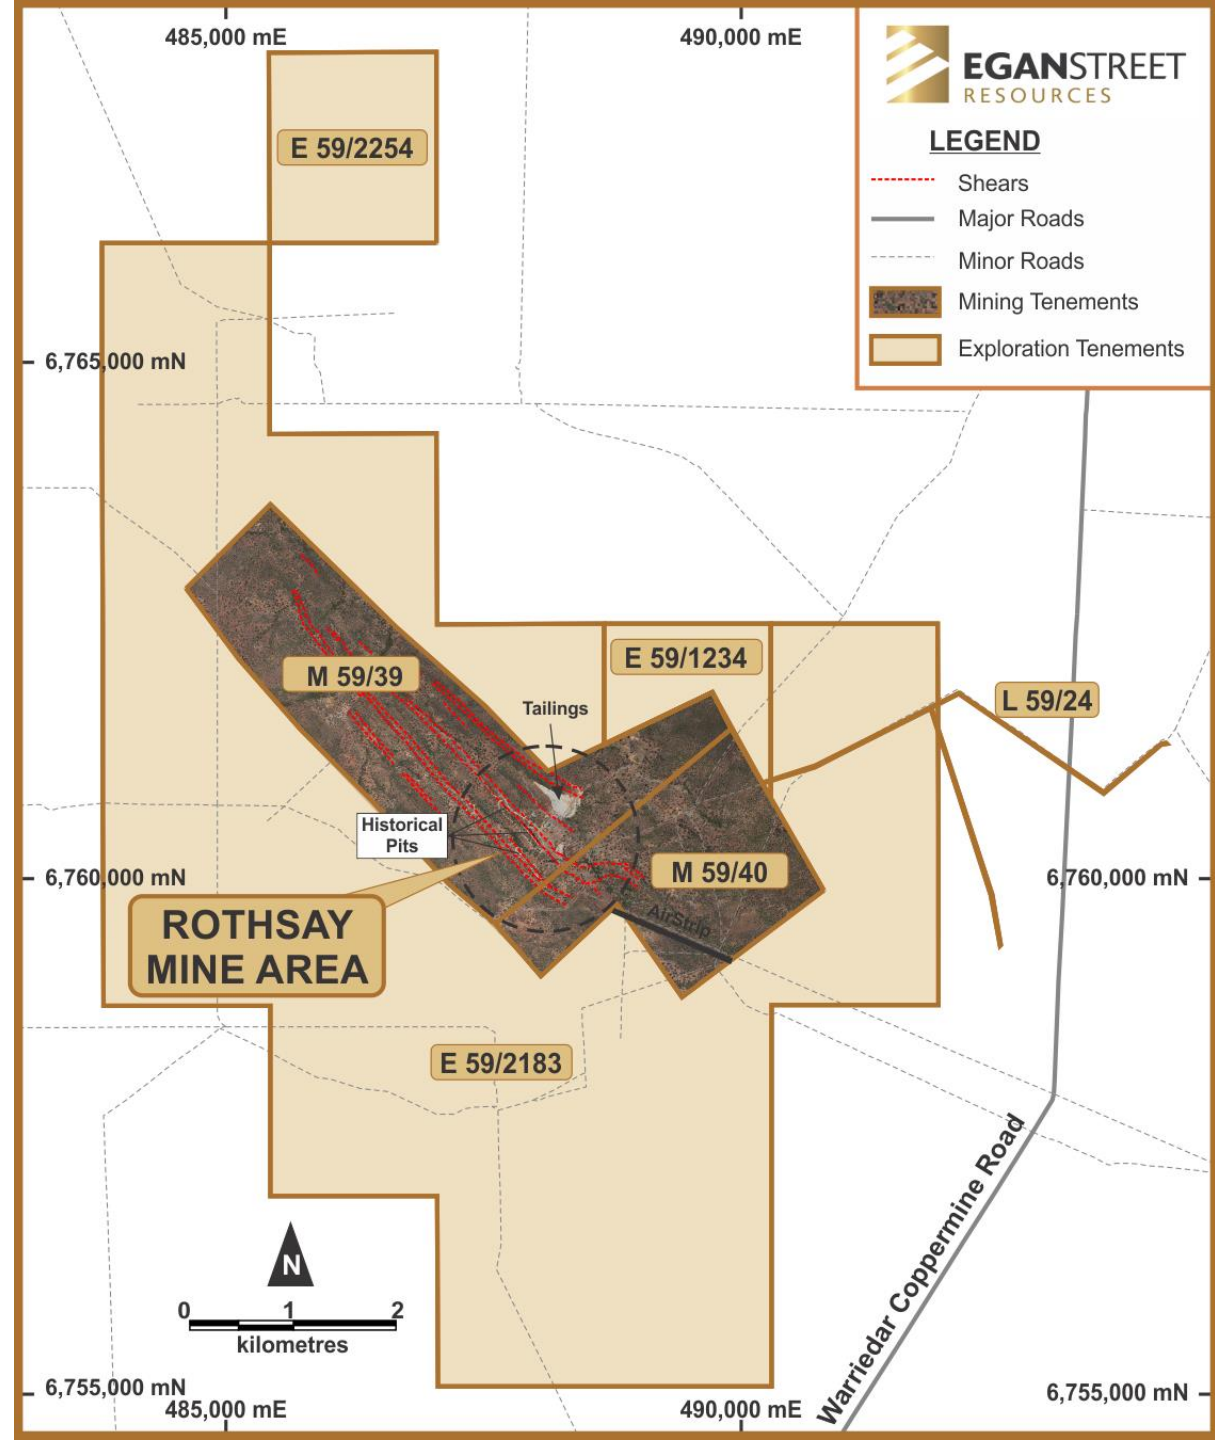 485,000 mE
490,000 mE
EGANSTREET
RESOURCES
LEGEND
Shears
Major Roads
Minor Roads
Mining Tenements
Exploration Tenements
E 59/2254
6,765,000 mN
E 59/1234
M 59/39
L 59/24
Tailings
Historical
Pits
M 59/40
6,760,000 mN
6,760,000 mN
ROTHSAY
MINE AREA
AirStrip
E 59/2183
Warriedar Coppermine Road
N
0 1 2
kilometres
6,755,000 mN
6,755,000 mN
485,000 mE
490,000 mE